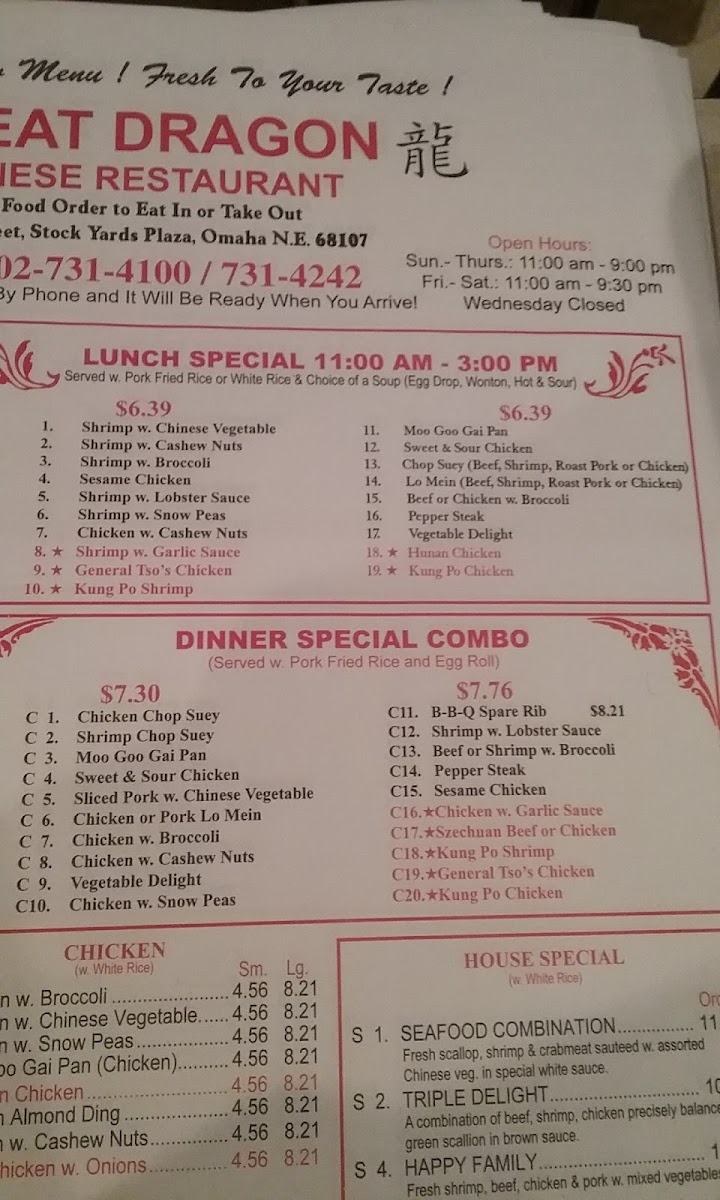 Menu ! Fresh To Your Taste !
EAT DRAGON 龍
NESE RESTAURANT
Food Order to Eat In or Take Out
eet, Stock Yards Plaza, Omaha N.E. 68107
02-731-4100 / 731-4242
By Phone and It Will Be Ready When You Arrive!
Open Hours:
Sun.- Thurs.: 11:00 am - 9:00 pm
Fri.- Sat.: 11:00 am - 9:30 pm
Wednesday Closed
LUNCH SPECIAL 11:00 AM - 3:00 PM
Served w. Pork Fried Rice or White Rice & Choice of a Soup (Egg Drop, Wonton, Hot & Sour)
$6.39
1. Shrimp w. Chinese Vegetable
2. Shrimp w. Cashew Nuts
3. Shrimp w. Broccoli
4. Sesame Chicken
5. Shrimp w. Lobster Sauce
6. Shrimp w. Snow Peas
7. Chicken w. Cashew Nuts
8. ★ Shrimp w. Garlic Sauce
9. ★ General Tso's Chicken
10. ★ Kung Po Shrimp
$6.39
11. Moo Goo Gai Pan
12. Sweet & Sour Chicken
13. Chop Suey (Beef, Shrimp, Roast Pork or Chicken)
14. Lo Mein (Beef, Shrimp, Roast Pork or Chicken)
15. Beef or Chicken w. Broccoli
16. Pepper Steak
17. Vegetable Delight
18. ★ Hunan Chicken
19. ★ Kung Po Chicken
DINNER SPECIAL COMBO
(Served w. Pork Fried Rice and Egg Roll)
$7.30
C 1. Chicken Chop Suey
C 2. Shrimp Chop Suey
C 3. Moo Goo Gai Pan
C 4. Sweet & Sour Chicken
C 5. Sliced Pork w. Chinese Vegetable
C 6. Chicken or Pork Lo Mein
C 7. Chicken w. Broccoli
C 8. Chicken w. Cashew Nuts
C 9. Vegetable Delight
C10. Chicken w. Snow Peas
$7.76
C11. B-B-Q Spare Rib $8.21
C12. Shrimp w. Lobster Sauce
C13. Beef or Shrimp w. Broccoli
C14. Pepper Steak
C15. Sesame Chicken
C16.★Chicken w. Garlic Sauce
C17.★Szechuan Beef or Chicken
C18.★Kung Po Shrimp
C19.★General Tso's Chicken
C20.★Kung Po Chicken
CHICKEN
(w. White Rice)
Sm. Lg.
n w. Broccoli ........................ 4.56 8.21
n w. Chinese Vegetable...... 4.56 8.21
n w. Snow Peas................... 4.56 8.21
oo Gai Pan (Chicken).......... 4.56 8.21
n Chicken ............................ 4.56 8.21
n Almond Ding ..................... 4.56 8.21
n w. Cashew Nuts................ 4.56 8.21
hicken w. Onions................. 4.56 8.21
HOUSE SPECIAL
(w. White Rice)
Or
S 1. SEAFOOD COMBINATION............... 11
Fresh scallop, shrimp & crabmeat sauteed w. assorted
Chinese veg. in special white sauce.
S 2. TRIPLE DELIGHT............................. 10
A combination of beef, shrimp, chicken precisely balance
green scallion in brown sauce.
S 4. HAPPY FAMILY................................ 1
Fresh shrimp, beef, chicken & pork w. mixed vegetables